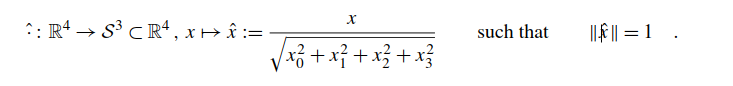 ˆ: ℝ⁴ → 𝒮³ ⊂ ℝ⁴ , x ↦ x̂ := x / √(x₀² + x₁² + x₂² + x₃²) such that ‖x̂‖ = 1 .